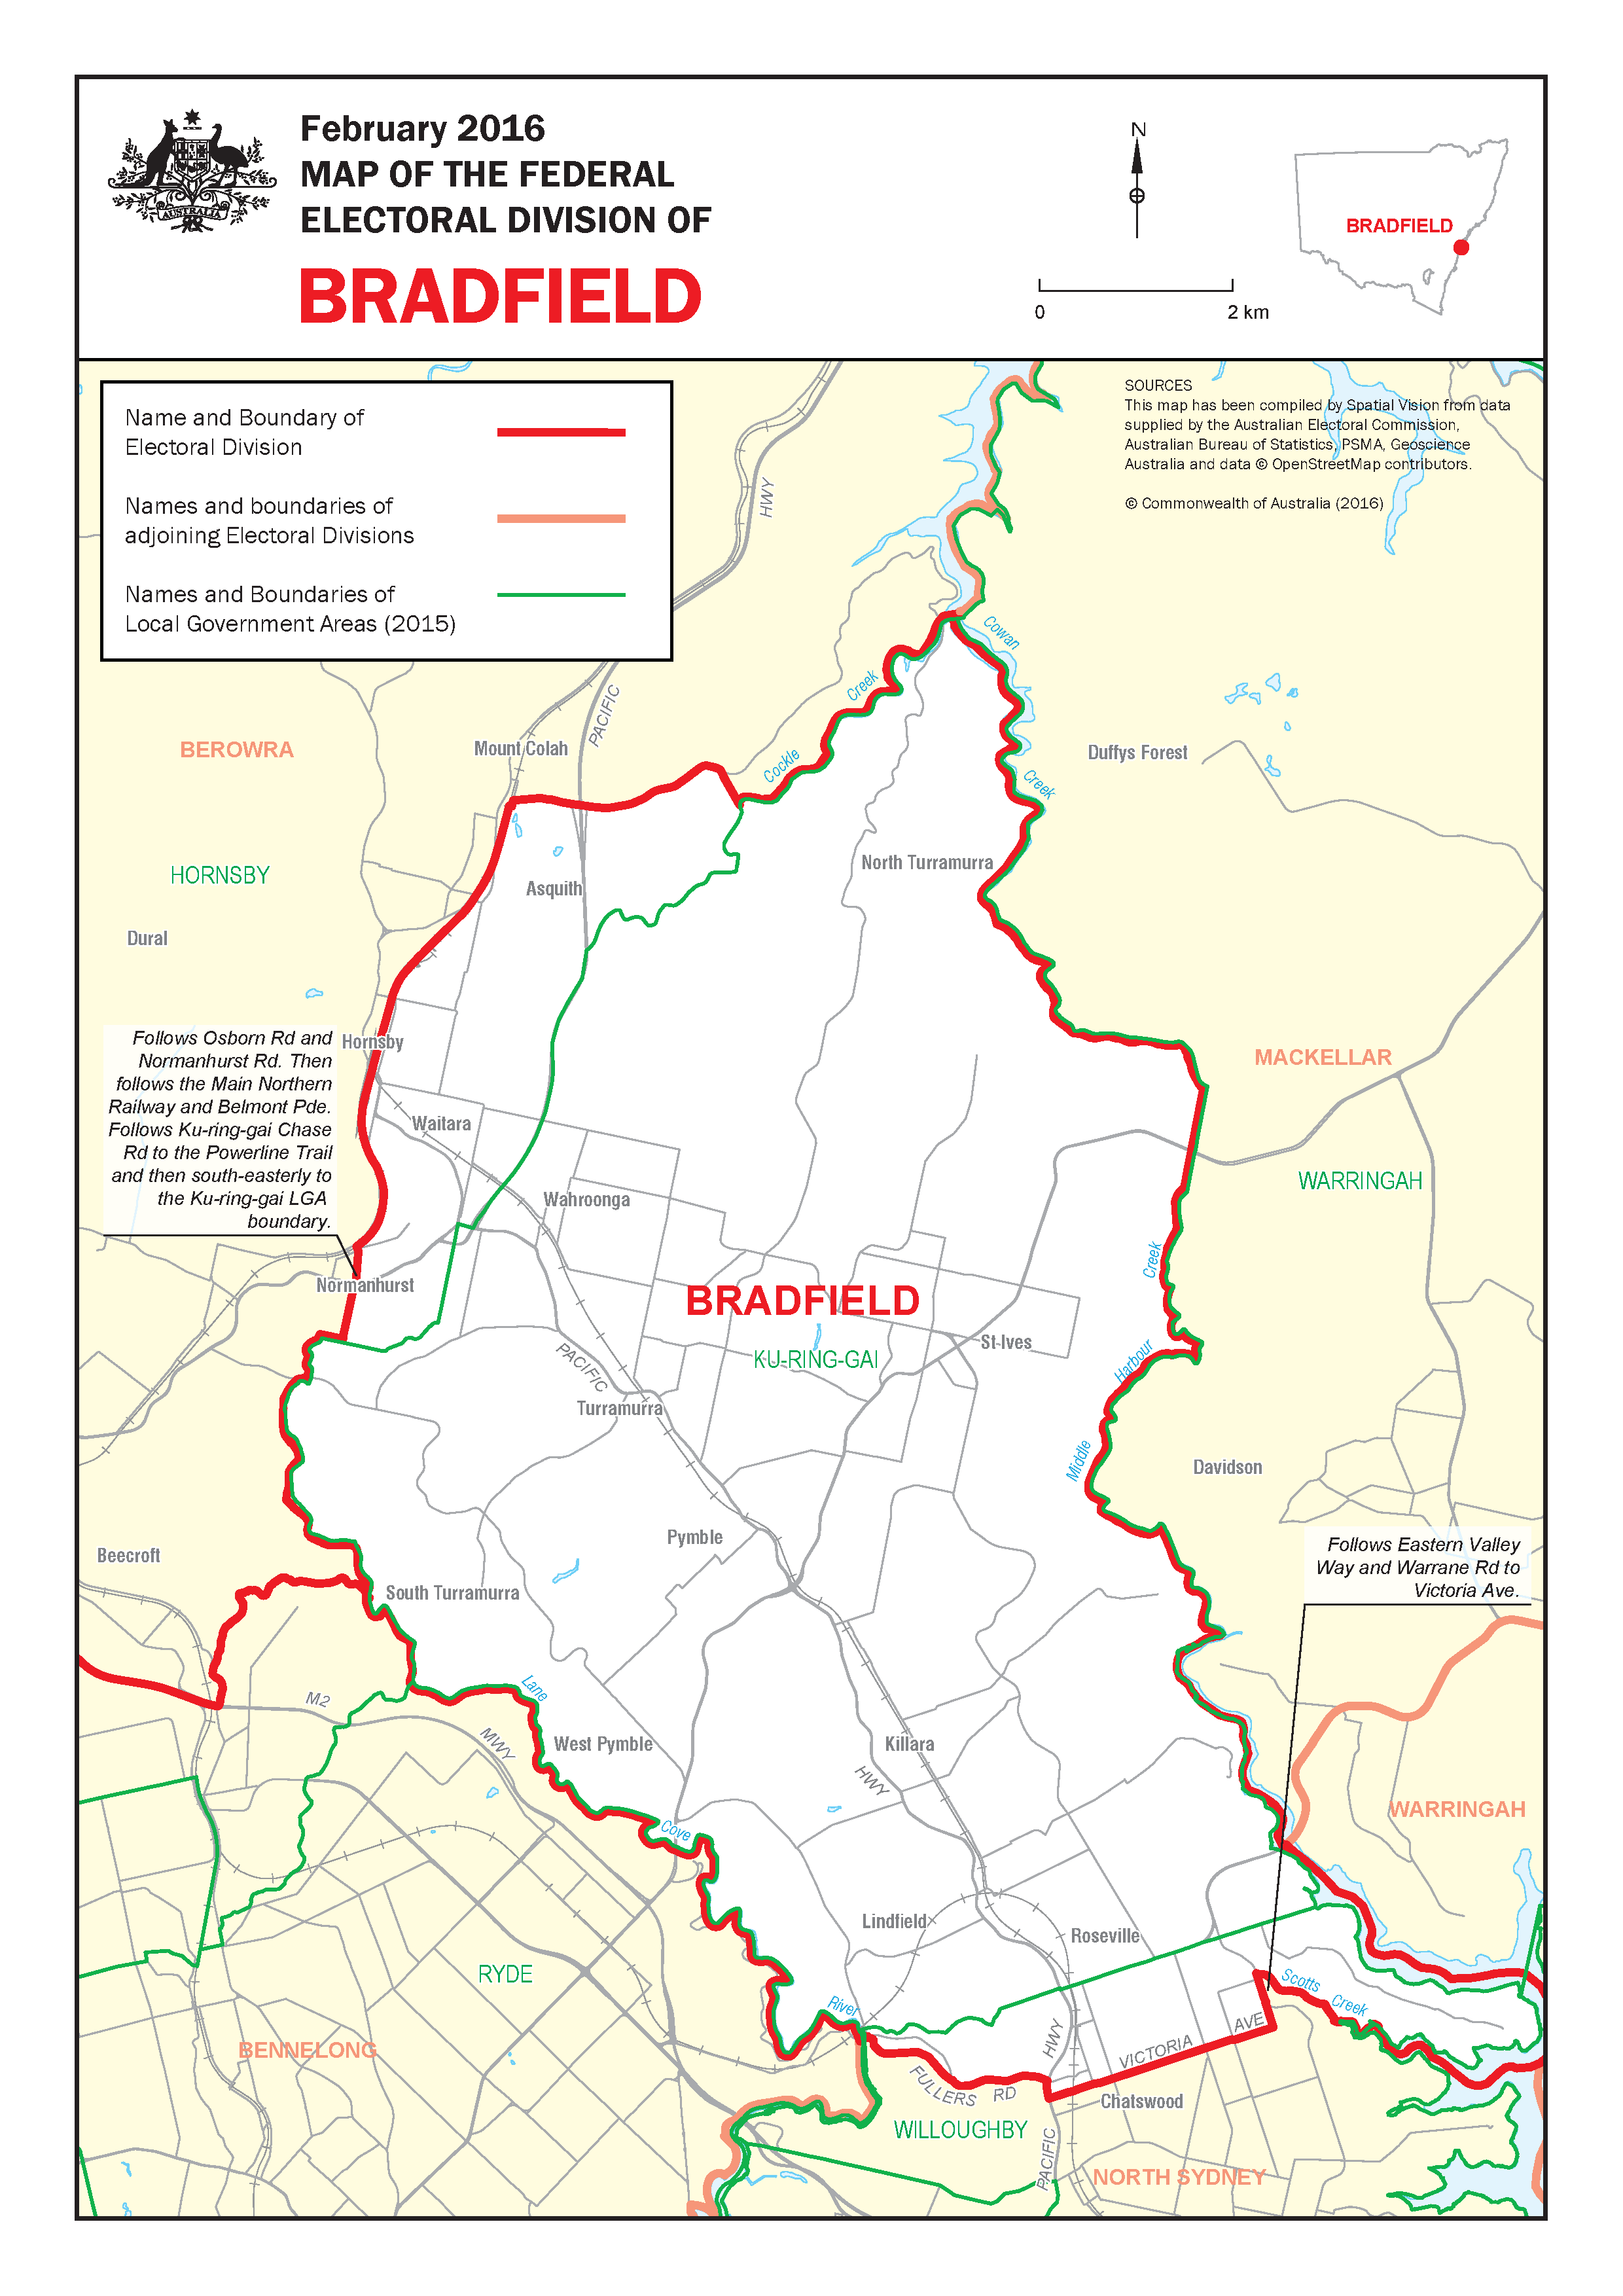 AUSTRALIA
February 2016
MAP OF THE FEDERAL
ELECTORAL DIVISION OF
BRADFIELD
N
0
2 km
BRADFIELD
Name and Boundary of
Electoral Division
Names and boundaries of
adjoining Electoral Divisions
Names and Boundaries of
Local Government Areas (2015)
SOURCES
This map has been compiled by Spatial Vision from data
supplied by the Australian Electoral Commission,
Australian Bureau of Statistics, PSMA, Geoscience
Australia and data © OpenStreetMap contributors.
© Commonwealth of Australia (2016)
HWY
Cowan
Creek
PACIFIC
BEROWRA
Mount Colah
Cockle
Duffys Forest
Creek
North Turramurra
HORNSBY
Asquith
Dural
Follows Osborn Rd and
Normanhurst Rd. Then
follows the Main Northern
Railway and Belmont Pde.
Follows Ku-ring-gai Chase
Rd to the Powerline Trail
and then south-easterly to
the Ku-ring-gai LGA
boundary.
Hornsby
MACKELLAR
Waitara
WARRINGAH
Wahroonga
Creek
Normanhurst
BRADFIELD
St Ives
KU-RING-GAI
Harbour
PACIFIC
Turramurra
Middle
Davidson
Pymble
Beecroft
Follows Eastern Valley
Way and Warrane Rd to
Victoria Ave.
South Turramurra
Lane
M2
MWY
West Pymble
Killara
HWY
WARRINGAH
Cove
Lindfield
Roseville
RYDE
Scotts
Creek
River
AVE
HWY
VICTORIA
BENNELONG
FULLERS
RD
Chatswood
WILLOUGHBY
PACIFIC
NORTH SYDNEY